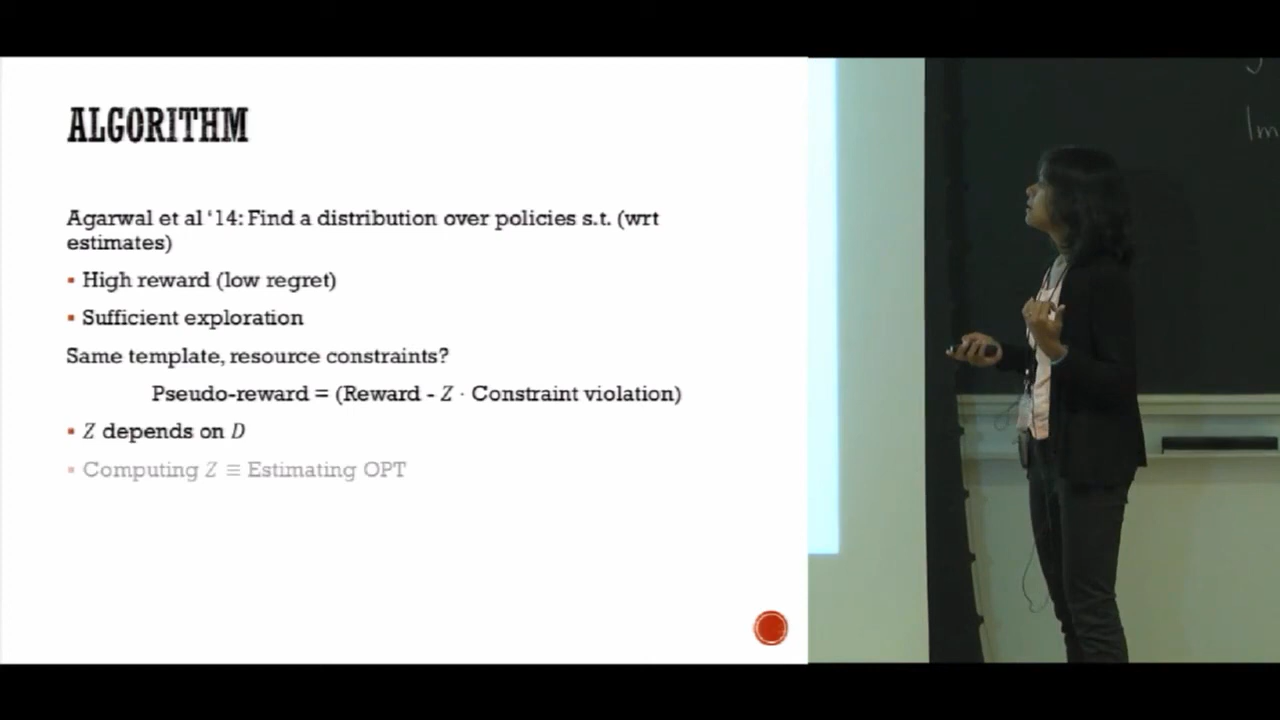 ALGORITHM
Agarwal et al '14: Find a distribution over policies s.t. (wrt
estimates)
▪ High reward (low regret)
▪ Sufficient exploration
Same template, resource constraints?
Pseudo-reward = (Reward - Z · Constraint violation)
▪ Z depends on D
▪ Computing Z ≡ Estimating OPT